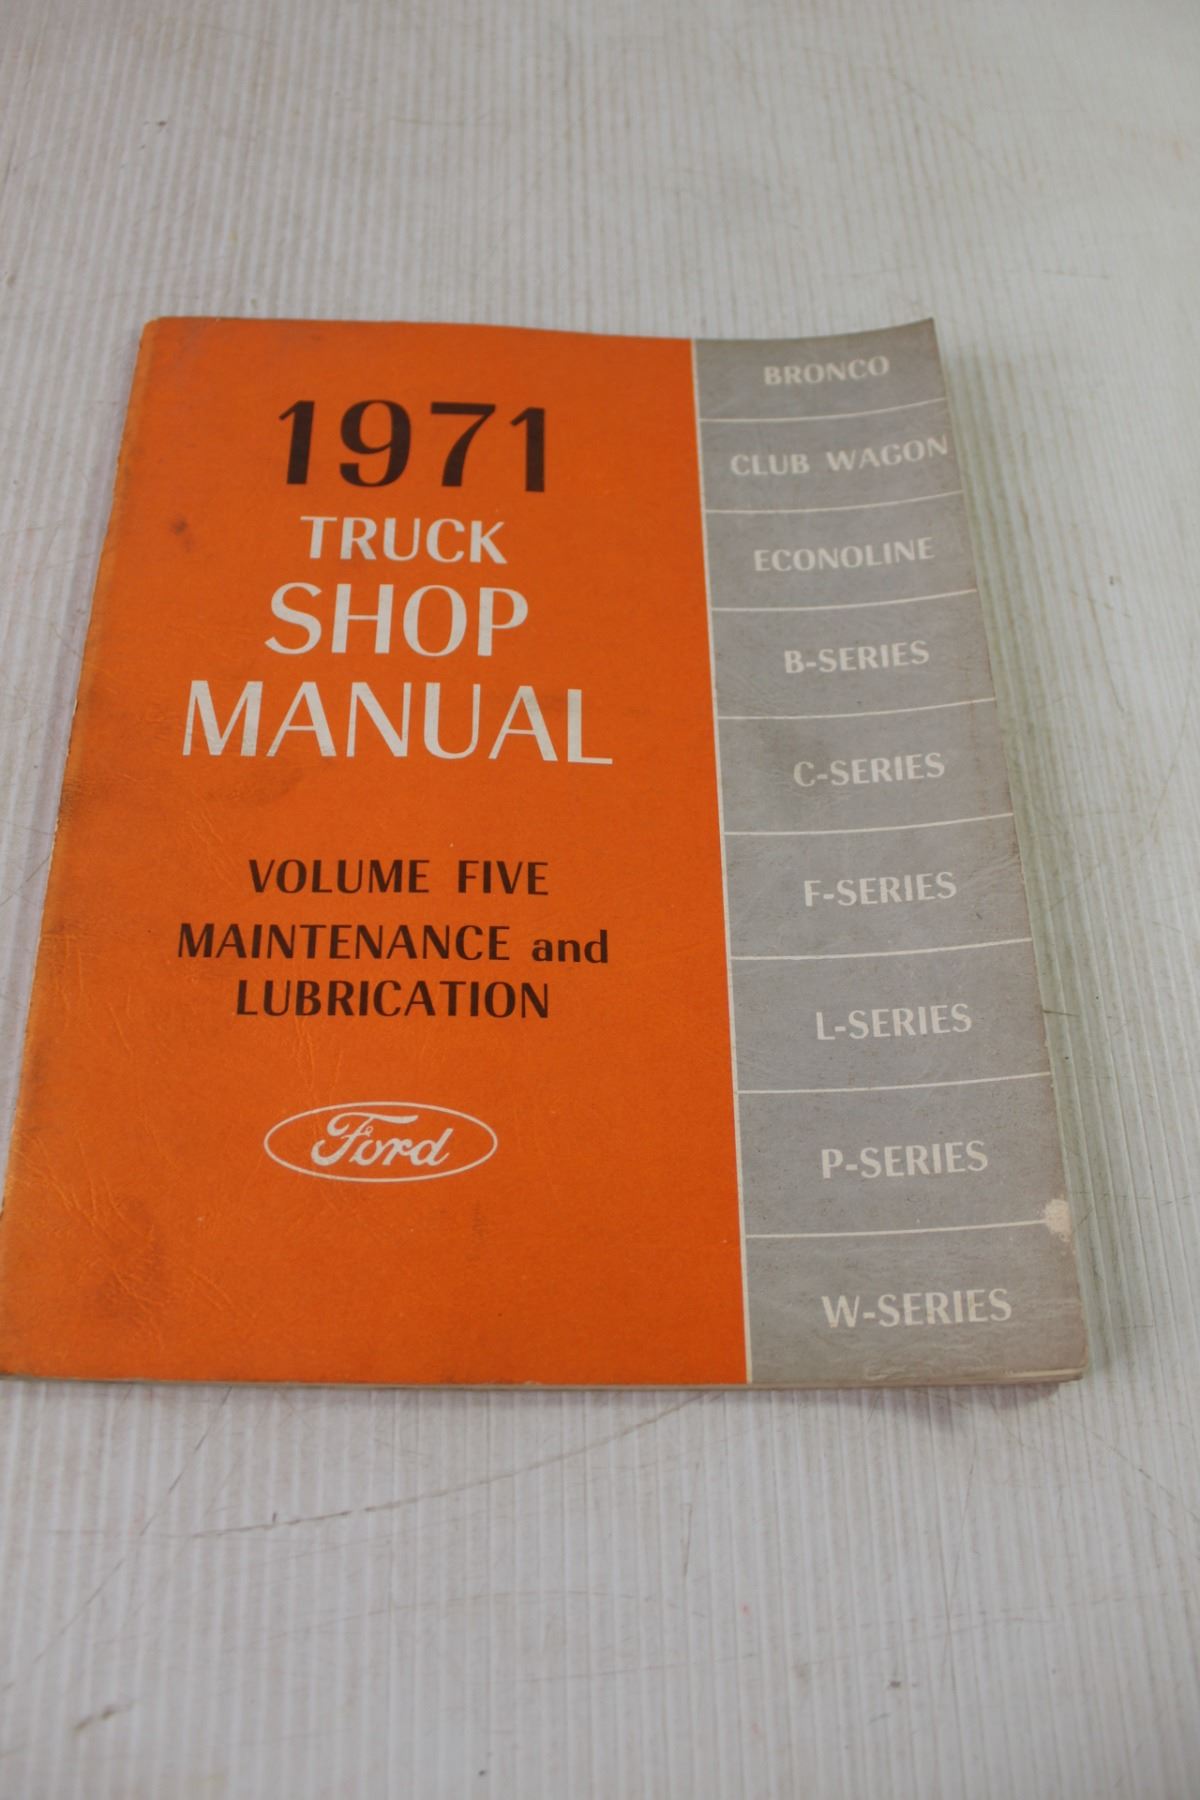 1971
TRUCK
SHOP
MANUAL
VOLUME FIVE
MAINTENANCE and
LUBRICATION
Ford
BRONCO
CLUB WAGON
ECONOLINE
B-SERIES
C-SERIES
F-SERIES
L-SERIES
P-SERIES
W-SERIES